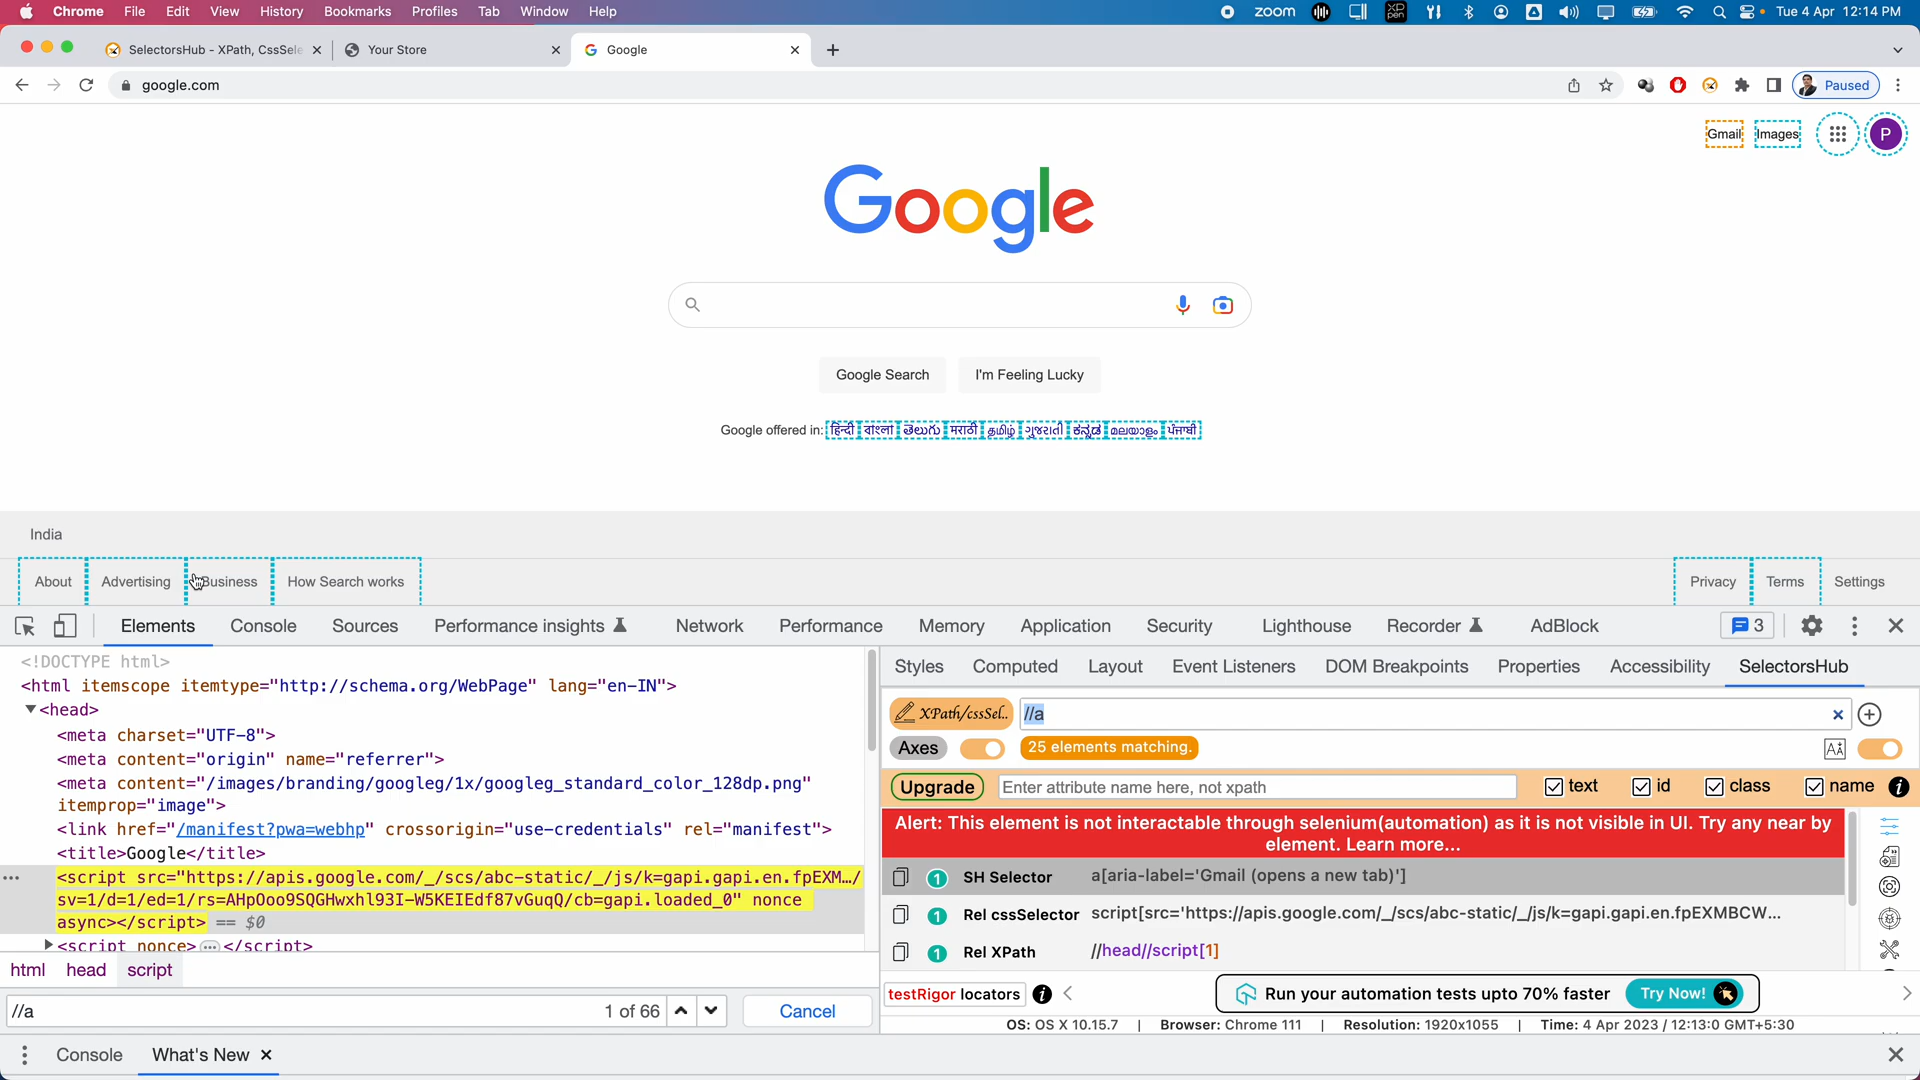 Chrome File Edit View History Bookmarks Profiles Tab Window Help zoom XP pen Tue 4 Apr 12:14 PM
SelectorsHub - XPath, CssSele Your Store Google
google.com Paused
Gmail Images P
Google
Google Search I'm Feeling Lucky
Google offered in: हिन्दी বাংলা తెలుగు मराठी தமிழ் ગુજરાતી ಕನ್ನಡ മലയാളം ਪੰਜਾਬੀ
India
About Advertising Business How Search works Privacy Terms Settings
Elements Console Sources Performance insights Network Performance Memory Application Security Lighthouse Recorder AdBlock 3
<!DOCTYPE html>
<html itemscope itemtype="http://schema.org/WebPage" lang="en-IN">
<head>
<meta charset="UTF-8">
<meta content="origin" name="referrer">
<meta content="/images/branding/googleg/1x/googleg_standard_color_128dp.png"
itemprop="image">
<link href="/manifest?pwa=webhp" crossorigin="use-credentials" rel="manifest">
<title>Google</title>
<script src="https://apis.google.com/_/scs/abc-static/_/js/k=gapi.gapi.en.fpEXM…/
sv=1/d=1/ed=1/rs=AHpOoo9SQGHwxhl93I-W5KEIEdf87vGuqQ/cb=gapi.loaded_0" nonce
async></script> == $0
<script nonce>…</script>
html head script
//a 1 of 66 Cancel
Styles Computed Layout Event Listeners DOM Breakpoints Properties Accessibility SelectorsHub
XPath/cssSel.. //a
Axes 25 elements matching.
Upgrade Enter attribute name here, not xpath text id class name
Alert: This element is not interactable through selenium(automation) as it is not visible in UI. Try any near by
element. Learn more...
1 SH Selector a[aria-label='Gmail (opens a new tab)']
1 Rel cssSelector script[src='https://apis.google.com/_/scs/abc-static/_/js/k=gapi.gapi.en.fpEXMBCW...
1 Rel XPath //head//script[1]
testRigor locators Run your automation tests upto 70% faster Try Now!
OS: OS X 10.15.7 | Browser: Chrome 111 | Resolution: 1920x1055 | Time: 4 Apr 2023 / 12:13:0 GMT+5:30
Console What's New